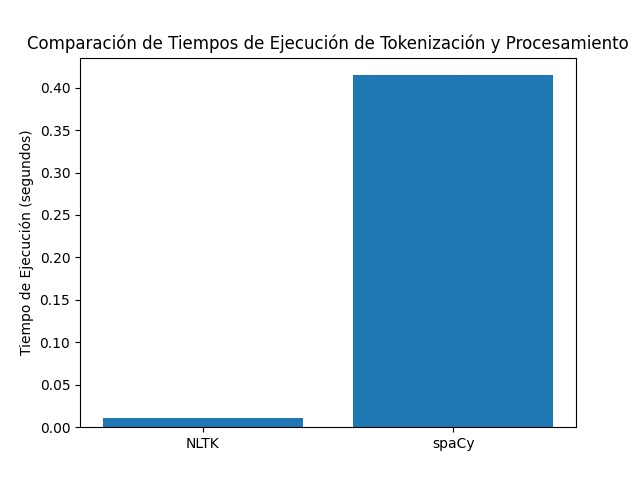 Comparación de Tiempos de Ejecución de Tokenización y Procesamiento
Tiempo de Ejecución (segundos)
0.40
0.35
0.30
0.25
0.20
0.15
0.10
0.05
0.00
NLTK
spaCy